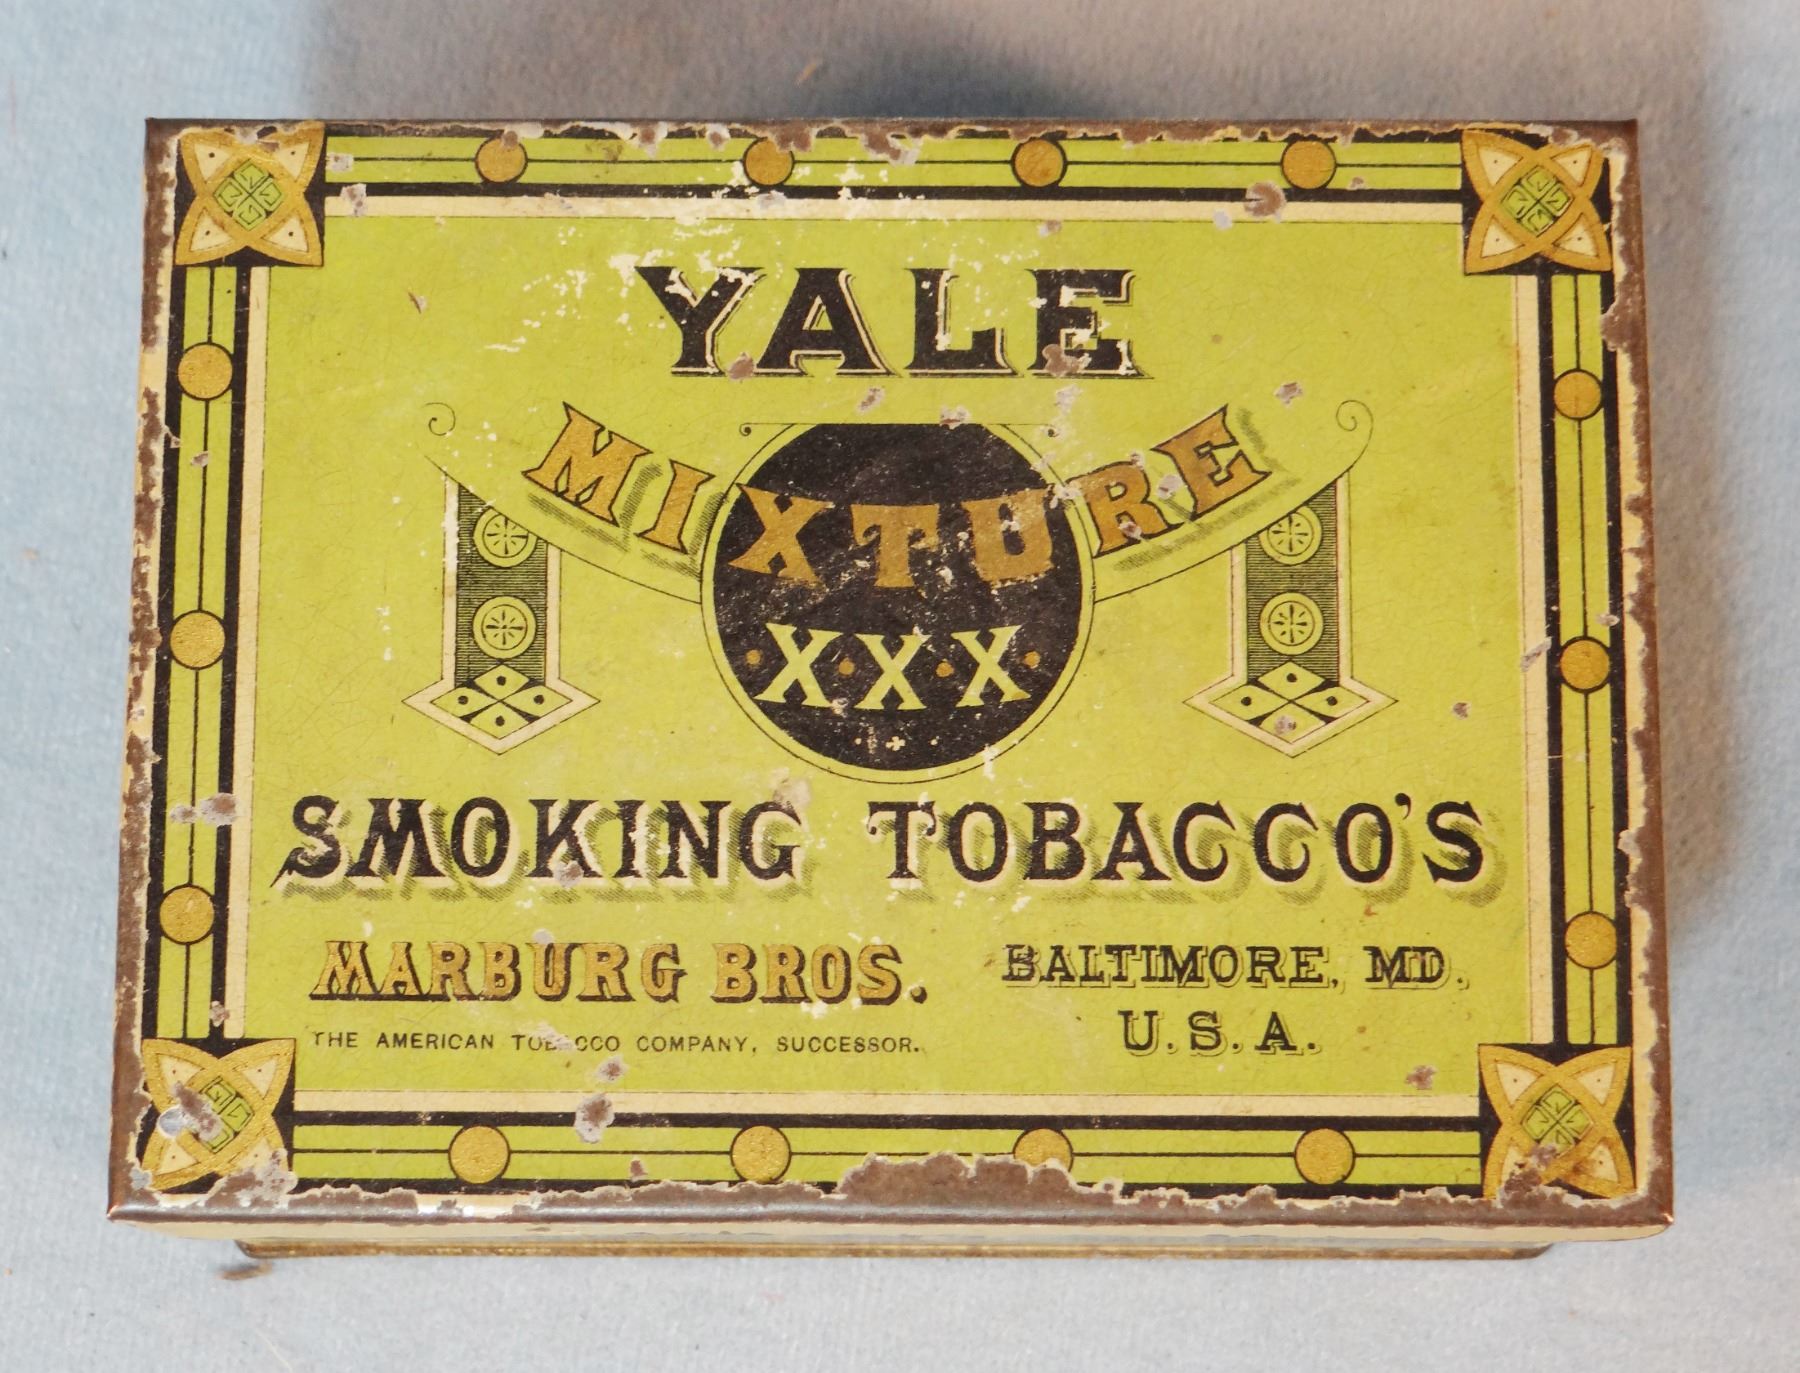 YALE
MIXTURE
XXX
SMOKING TOBACCO'S
MARBURG BROS. BALTIMORE, MD.
THE AMERICAN TOBACCO COMPANY, SUCCESSOR. U.S.A.